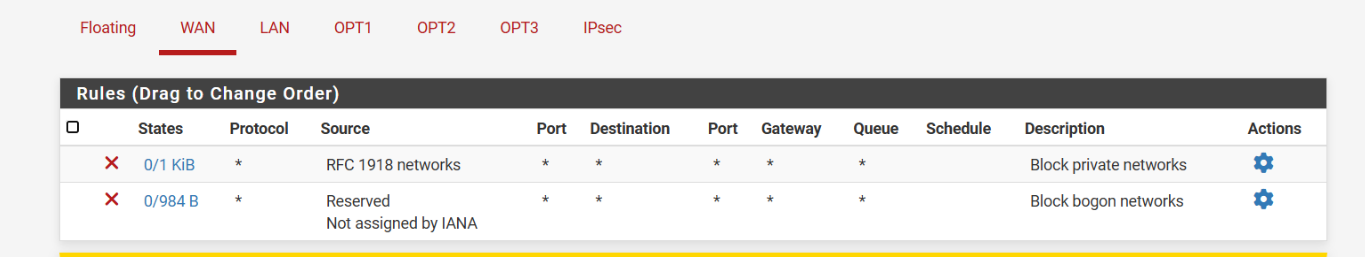 Floating WAN LAN OPT1 OPT2 OPT3 IPsec
Rules (Drag to Change Order)
States Protocol Source Port Destination Port Gateway Queue Schedule Description Actions
0/1 KiB * RFC 1918 networks * * * * * Block private networks
0/984 B * Reserved * * * * * Block bogon networks
Not assigned by IANA